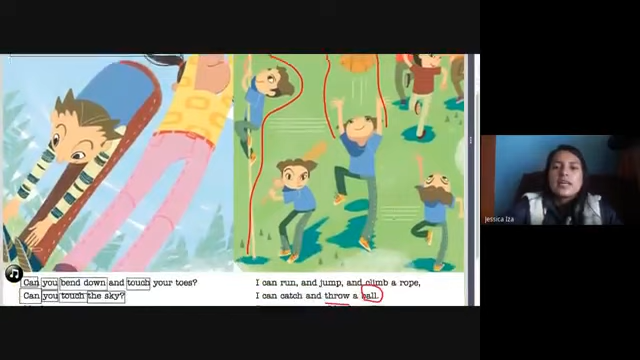 Can you bend down and touch your toes?
Can you touch the sky?
I can run, and jump, and climb a rope,
I can catch and throw a ball.
Jessica Iza